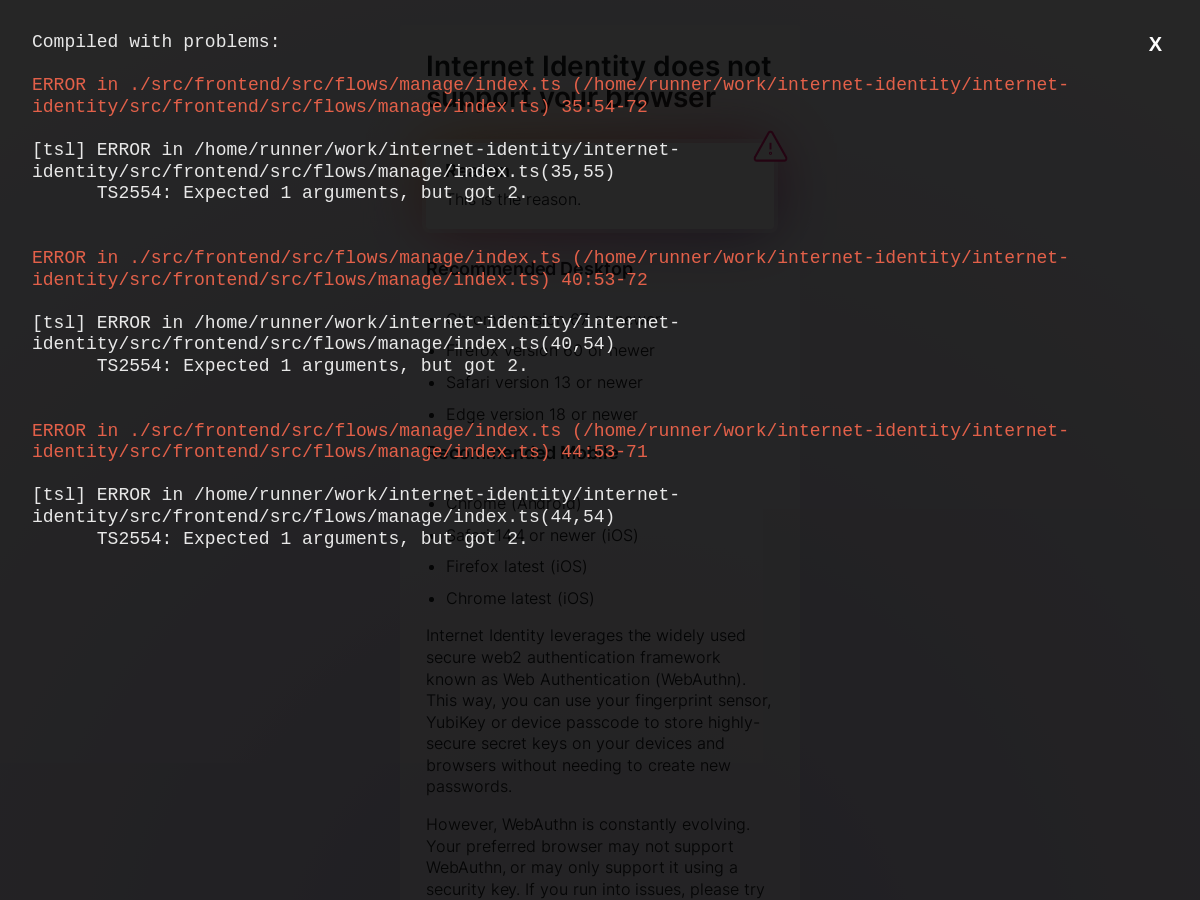 Compiled with problems:
X
ERROR in ./src/frontend/src/flows/manage/index.ts (/home/runner/work/internet-identity/internet-
identity/src/frontend/src/flows/manage/index.ts) 35:54-72
[tsl] ERROR in /home/runner/work/internet-identity/internet-
identity/src/frontend/src/flows/manage/index.ts(35,55)
TS2554: Expected 1 arguments, but got 2.
ERROR in ./src/frontend/src/flows/manage/index.ts (/home/runner/work/internet-identity/internet-
identity/src/frontend/src/flows/manage/index.ts) 40:53-72
[tsl] ERROR in /home/runner/work/internet-identity/internet-
identity/src/frontend/src/flows/manage/index.ts(40,54)
TS2554: Expected 1 arguments, but got 2.
ERROR in ./src/frontend/src/flows/manage/index.ts (/home/runner/work/internet-identity/internet-
identity/src/frontend/src/flows/manage/index.ts) 44:53-71
[tsl] ERROR in /home/runner/work/internet-identity/internet-
identity/src/frontend/src/flows/manage/index.ts(44,54)
TS2554: Expected 1 arguments, but got 2.
Internet Identity does not
support your browser
This is the reason.
Recommended Desktop
Firefox version 60 or newer
Safari version 13 or newer
Edge version 18 or newer
Recommended Mobile
Chrome (Android)
or newer (iOS)
Firefox latest (iOS)
Chrome latest (iOS)
Internet Identity leverages the widely used
secure web2 authentication framework
known as Web Authentication (WebAuthn).
This way, you can use your fingerprint sensor,
YubiKey or device passcode to store highly-
secure secret keys on your devices and
browsers without needing to create new
passwords.
However, WebAuthn is constantly evolving.
Your preferred browser may not support
WebAuthn, or may only support it using a
security key. If you run into issues, please try